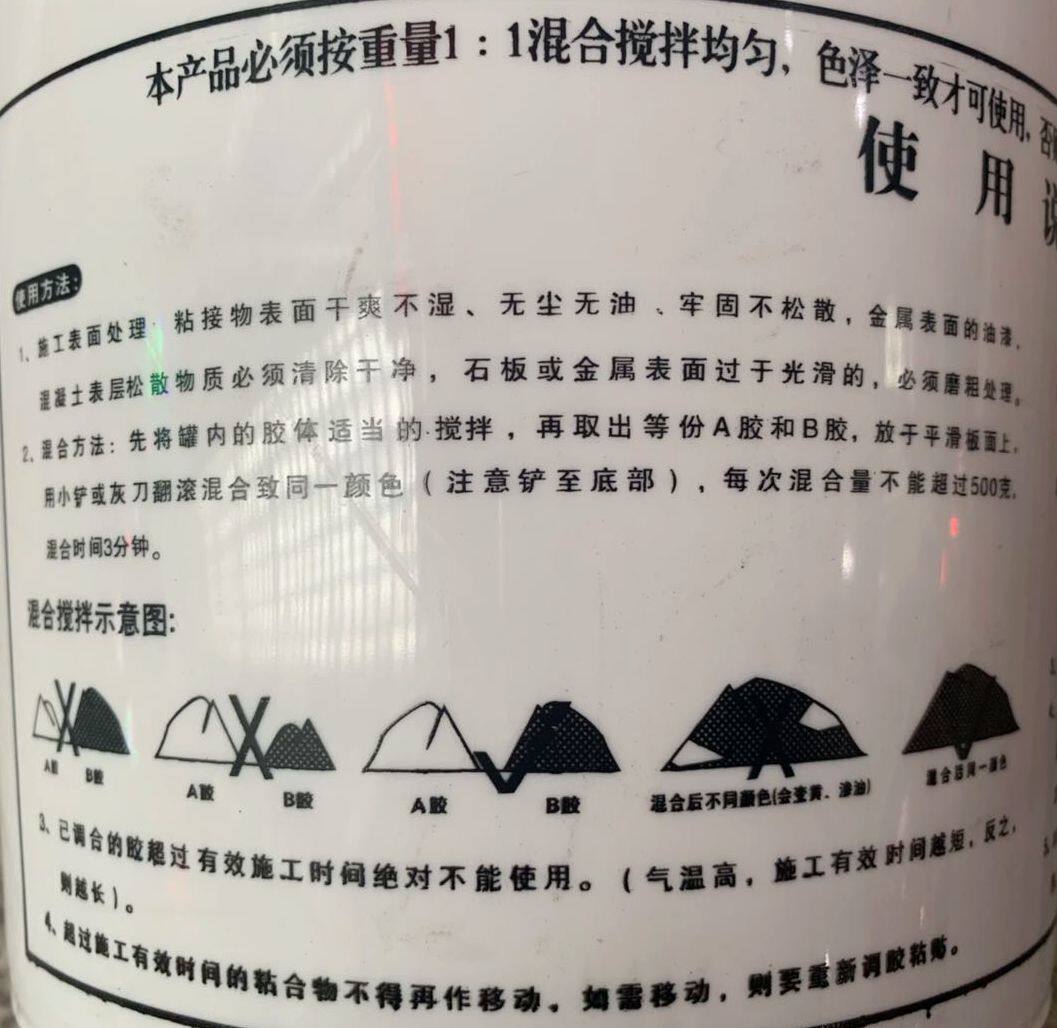 本产品必须按重量1：1混合搅拌均匀，色泽一致才可使用，否
使用说
使用方法：
1、施工表面处理：粘接物表面干爽不湿、无尘无油、牢固不松散，金属表面的油漆，
混凝土表层松散物质必须清除干净，石板或金属表面过于光滑的，必须磨粗处理。
2、混合方法：先将罐内的胶体适当的搅拌，再取出等份A胶和B胶，放于平滑板面上，
用小铲或灰刀翻滚混合致同一颜色（注意铲至底部），每次混合量不能超过500克，
混合时间3分钟。
混合搅拌示意图：
A胶 B胶 A胶 B胶 A胶 B胶 混合后不同颜色(会变黄、渗油) 混合后同一颜色
3、已调合的胶超过有效施工时间绝对不能使用。（气温高，施工有效时间越短，反之，
则越长）。
4、超过施工有效时间的粘合物不得再作移动。如需移动，则要重新调胶粘贴。